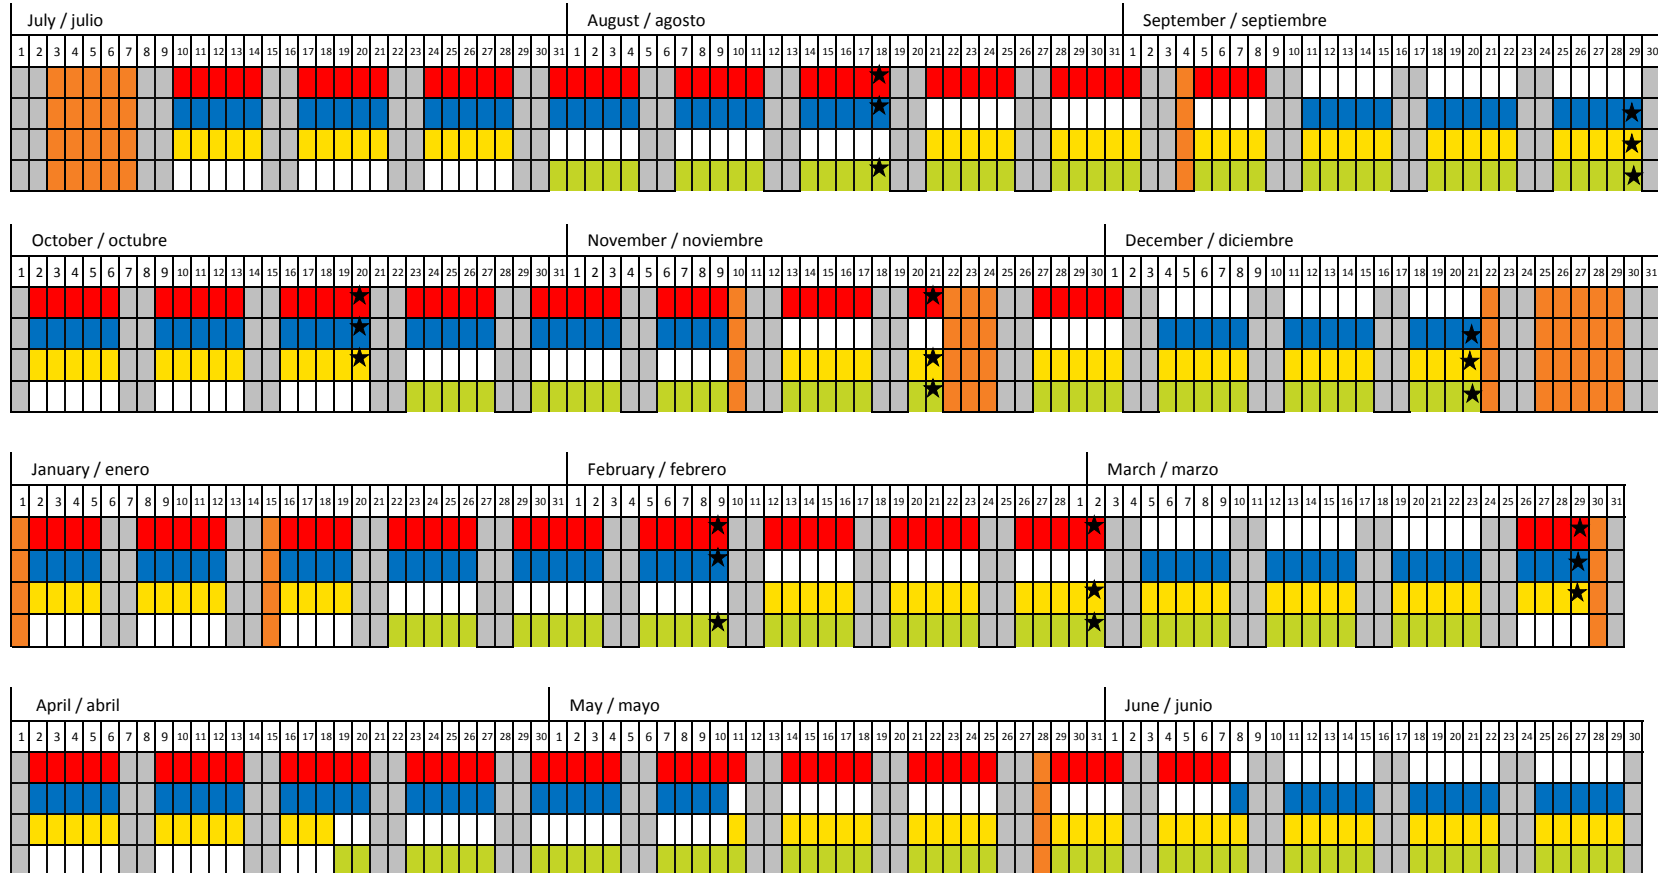 July / julio August / agosto September / septiembre
1 2 3 4 5 6 7 8 9 10 11 12 13 14 15 16 17 18 19 20 21 22 23 24 25 26 27 28 29 30 31 1 2 3 4 5 6 7 8 9 10 11 12 13 14 15 16 17 18 19 20 21 22 23 24 25 26 27 28 29 30 31 1 2 3 4 5 6 7 8 9 10 11 12 13 14 15 16 17 18 19 20 21 22 23 24 25 26 27 28 29 30
October / octubre November / noviembre December / diciembre
1 2 3 4 5 6 7 8 9 10 11 12 13 14 15 16 17 18 19 20 21 22 23 24 25 26 27 28 29 30 31 1 2 3 4 5 6 7 8 9 10 11 12 13 14 15 16 17 18 19 20 21 22 23 24 25 26 27 28 29 30 1 2 3 4 5 6 7 8 9 10 11 12 13 14 15 16 17 18 19 20 21 22 23 24 25 26 27 28 29 30 31
January / enero February / febrero March / marzo
1 2 3 4 5 6 7 8 9 10 11 12 13 14 15 16 17 18 19 20 21 22 23 24 25 26 27 28 29 30 31 1 2 3 4 5 6 7 8 9 10 11 12 13 14 15 16 17 18 19 20 21 22 23 24 25 26 27 28 1 2 3 4 5 6 7 8 9 10 11 12 13 14 15 16 17 18 19 20 21 22 23 24 25 26 27 28 29 30 31
April / abril May / mayo June / junio
1 2 3 4 5 6 7 8 9 10 11 12 13 14 15 16 17 18 19 20 21 22 23 24 25 26 27 28 29 30 1 2 3 4 5 6 7 8 9 10 11 12 13 14 15 16 17 18 19 20 21 22 23 24 25 26 27 28 29 30 31 1 2 3 4 5 6 7 8 9 10 11 12 13 14 15 16 17 18 19 20 21 22 23 24 25 26 27 28 29 30